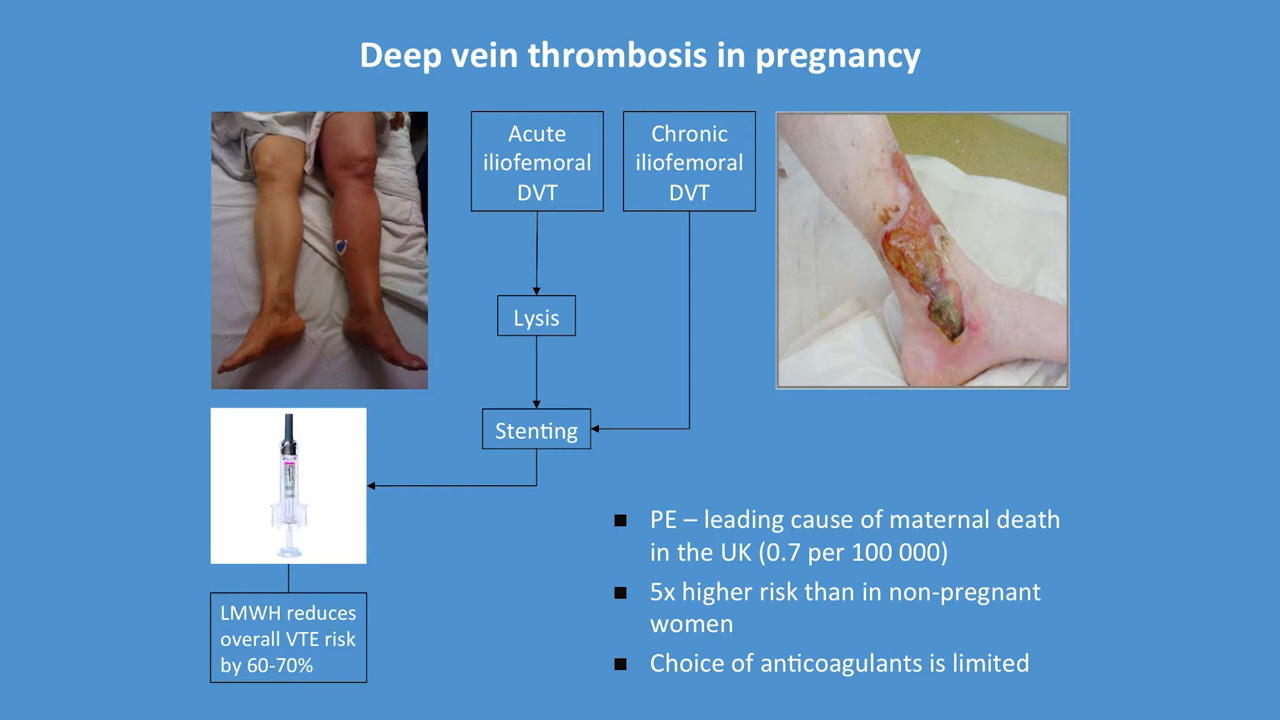 Deep vein thrombosis in pregnancy
Acute
iliofemoral
DVT
Chronic
iliofemoral
DVT
Lysis
Stenting
LMWH reduces
overall VTE risk
by 60-70%
■ PE – leading cause of maternal death
in the UK (0.7 per 100 000)
■ 5x higher risk than in non-pregnant
women
■ Choice of anticoagulants is limited